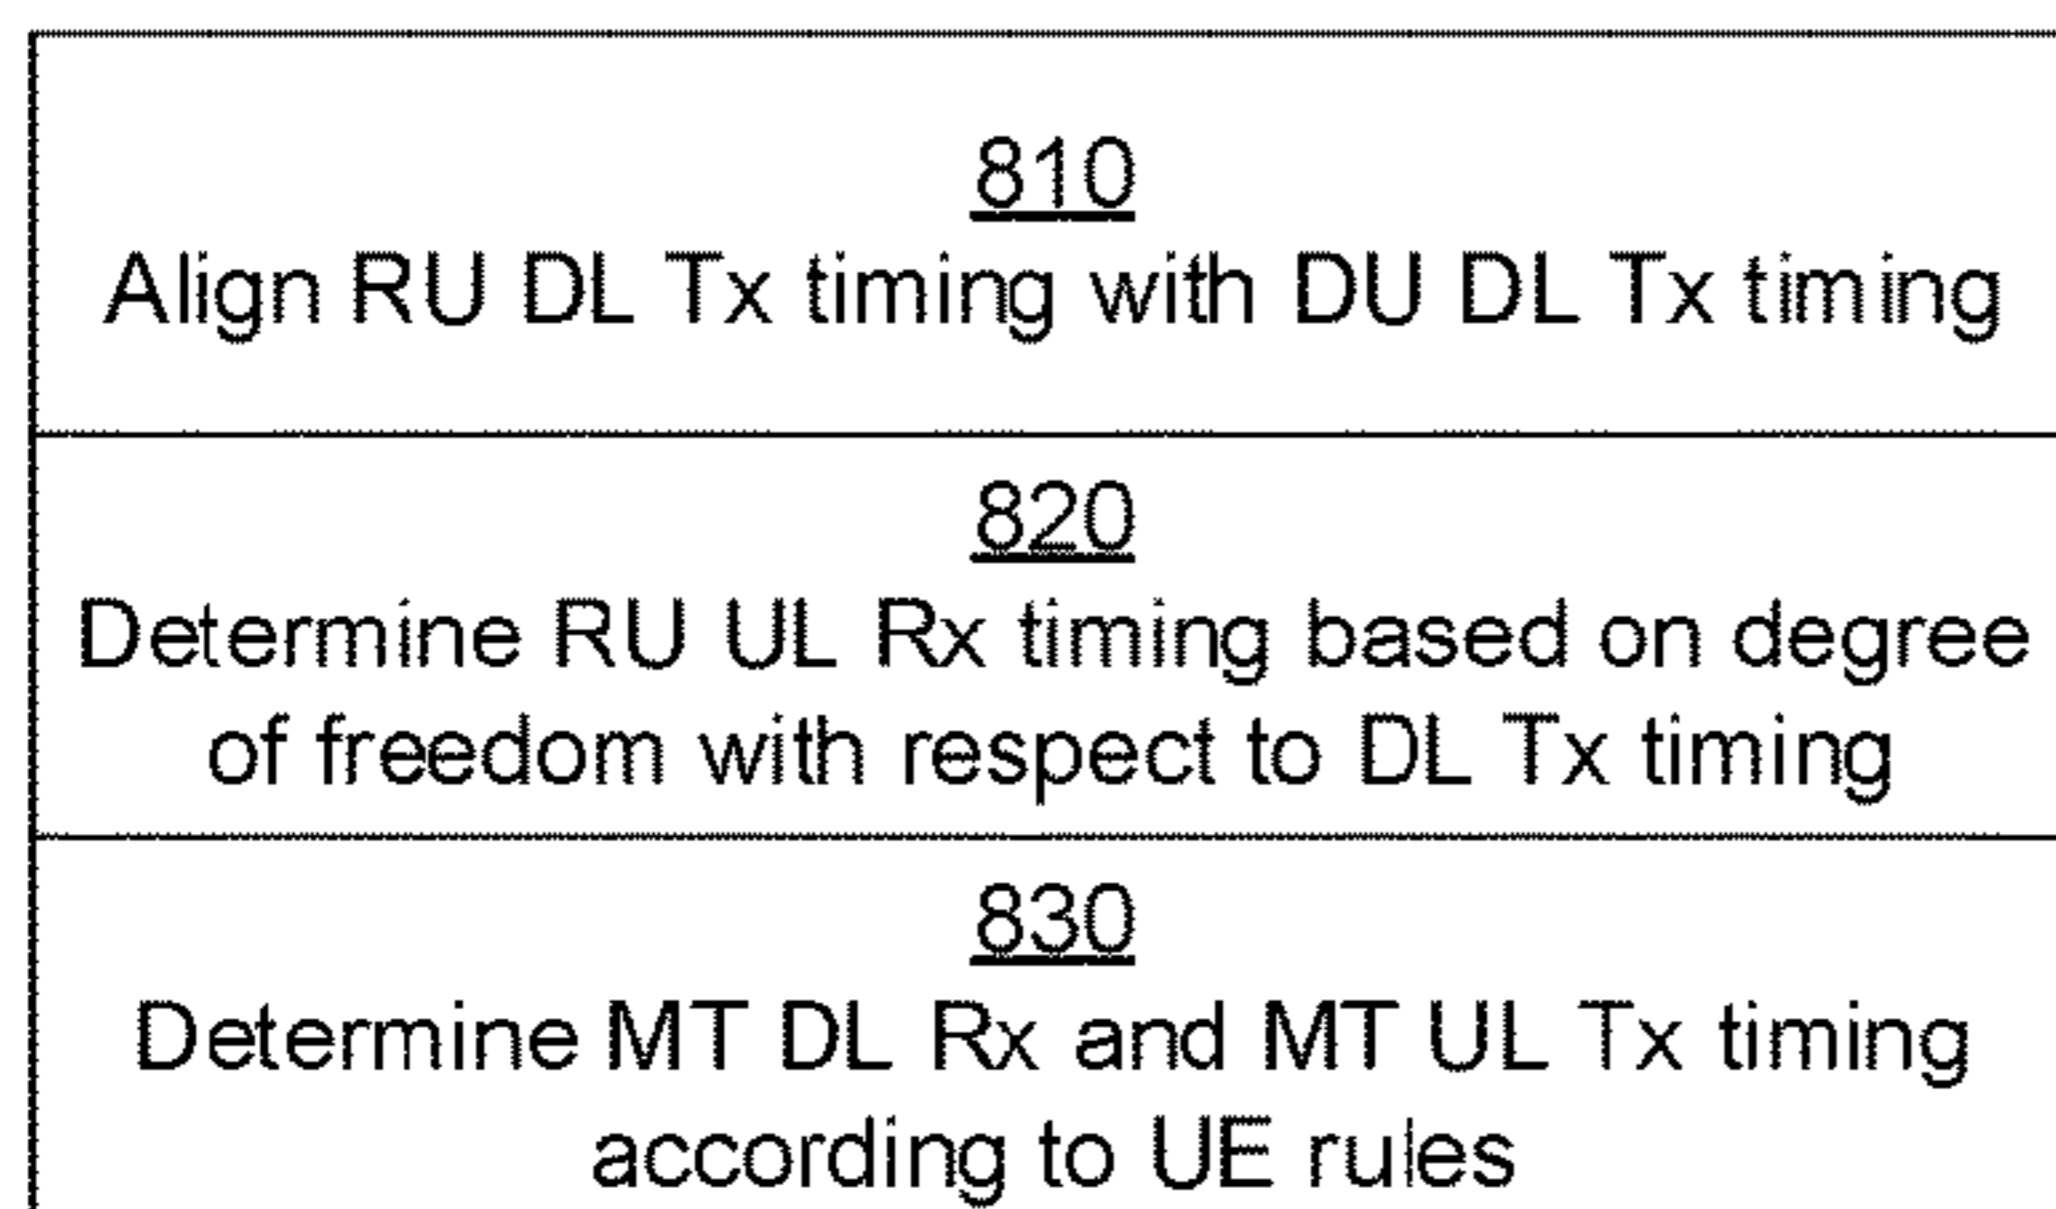 810
Align RU DL Tx timing with DU DL Tx timing
820
Determine RU UL Rx timing based on degree
of freedom with respect to DL Tx timing
830
Determine MT DL Rx and MT UL Tx timing
according to UE rules